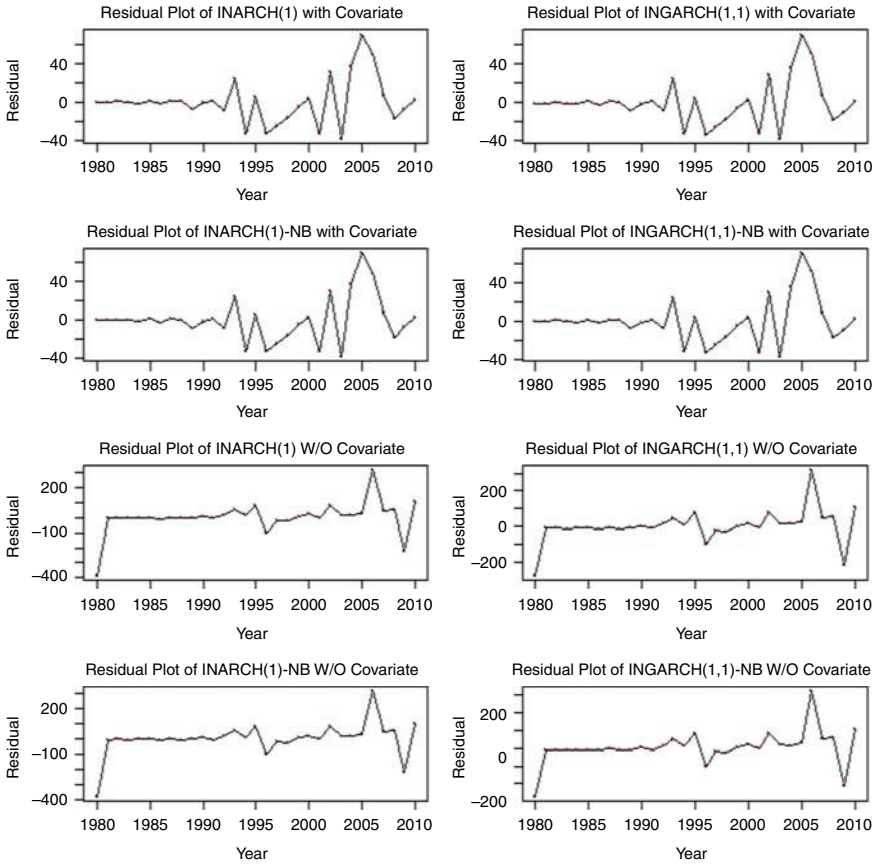 Residual Plot of INARCH(1) with Covariate
Residual
40
0
−40
1980 1985 1990 1995 2000 2005 2010
Year
Residual Plot of INGARCH(1,1) with Covariate
Residual
40
0
−40
1980 1985 1990 1995 2000 2005 2010
Year
Residual Plot of INARCH(1)-NB with Covariate
Residual
40
0
−40
1980 1985 1990 1995 2000 2005 2010
Year
Residual Plot of INGARCH(1,1)-NB with Covariate
Residual
40
0
−40
1980 1985 1990 1995 2000 2005 2010
Year
Residual Plot of INARCH(1) W/O Covariate
Residual
200
−100
−400
1980 1985 1990 1995 2000 2005 2010
Year
Residual Plot of INGARCH(1,1) W/O Covariate
Residual
200
0
−200
1980 1985 1990 1995 2000 2005 2010
Year
Residual Plot of INARCH(1)-NB W/O Covariate
Residual
200
−100
−400
1980 1985 1990 1995 2000 2005 2010
Year
Residual Plot of INGARCH(1,1)-NB W/O Covariate
Residual
200
0
−200
1980 1985 1990 1995 2000 2005 2010
Year